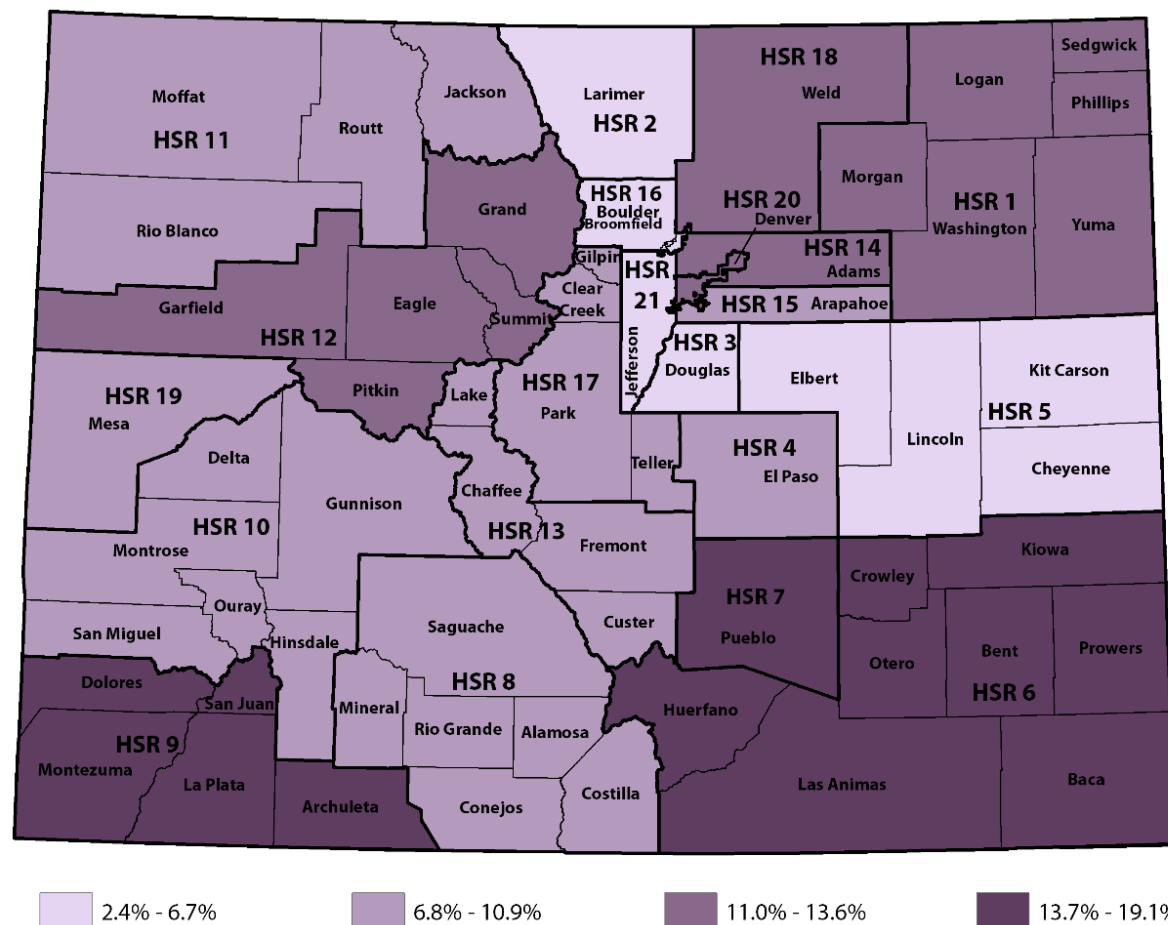 Moffat
HSR 11
Routt
Jackson
Larimer
HSR 2
HSR 18
Weld
Logan
Sedgwick
Phillips
Rio Blanco
Grand
HSR 16
Boulder
Broomfield
HSR 20
Denver
Morgan
HSR 1
Washington
Yuma
Garfield
HSR 12
Eagle
Summit
Gilpin
Clear
Creek
HSR
21
Jefferson
HSR 14
Adams
HSR 15
Arapahoe
HSR 19
Mesa
Pitkin
Lake
HSR 17
Park
HSR 3
Douglas
Elbert
Lincoln
Kit Carson
HSR 5
Cheyenne
Delta
Gunnison
Chaffee
Teller
HSR 4
El Paso
HSR 10
Montrose
HSR 13
Fremont
Ouray
San Miguel
Hinsdale
Saguache
HSR 8
Custer
HSR 7
Pueblo
Crowley
Kiowa
Otero
Bent
Prowers
HSR 6
Dolores
San Juan
HSR 9
Montezuma
La Plata
Archuleta
Mineral
Rio Grande
Alamosa
Conejos
Costilla
Huerfano
Las Animas
Baca
2.4% - 6.7%
6.8% - 10.9%
11.0% - 13.6%
13.7% - 19.1%